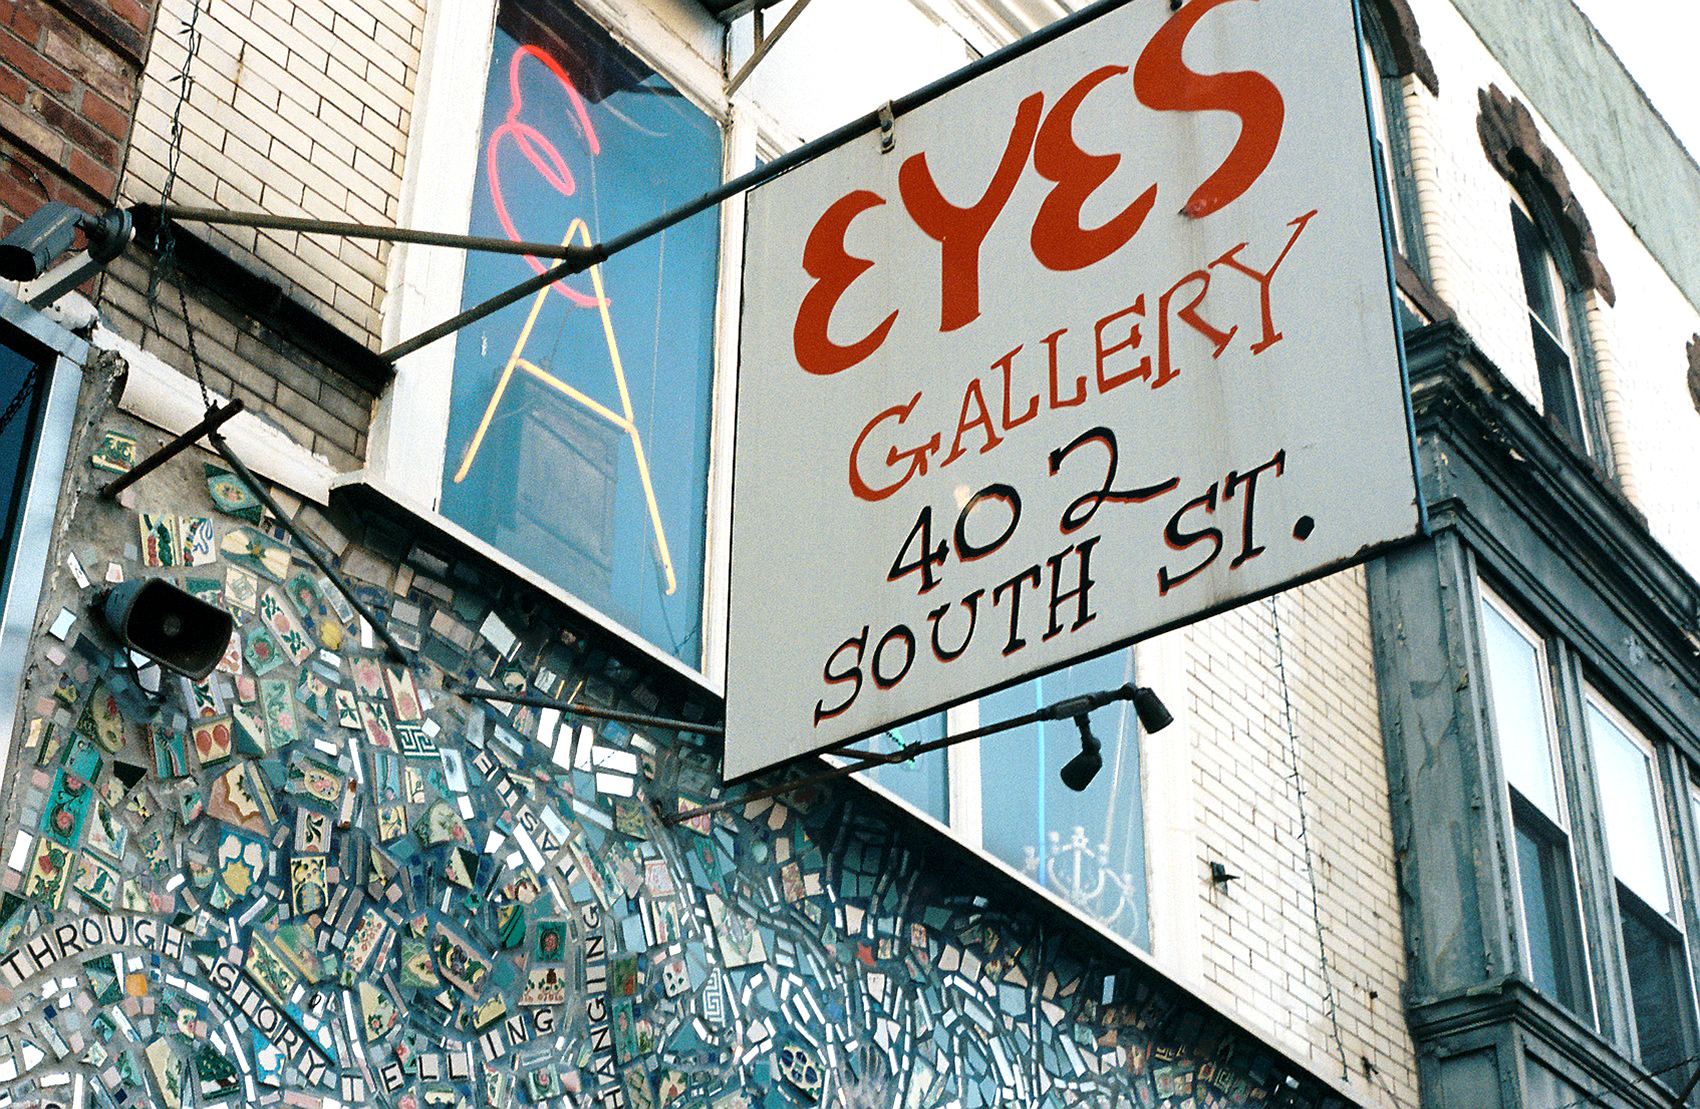 EYES
GALLERY
402
SOUTH ST.
THROUGH STORY TELLING
HANGING